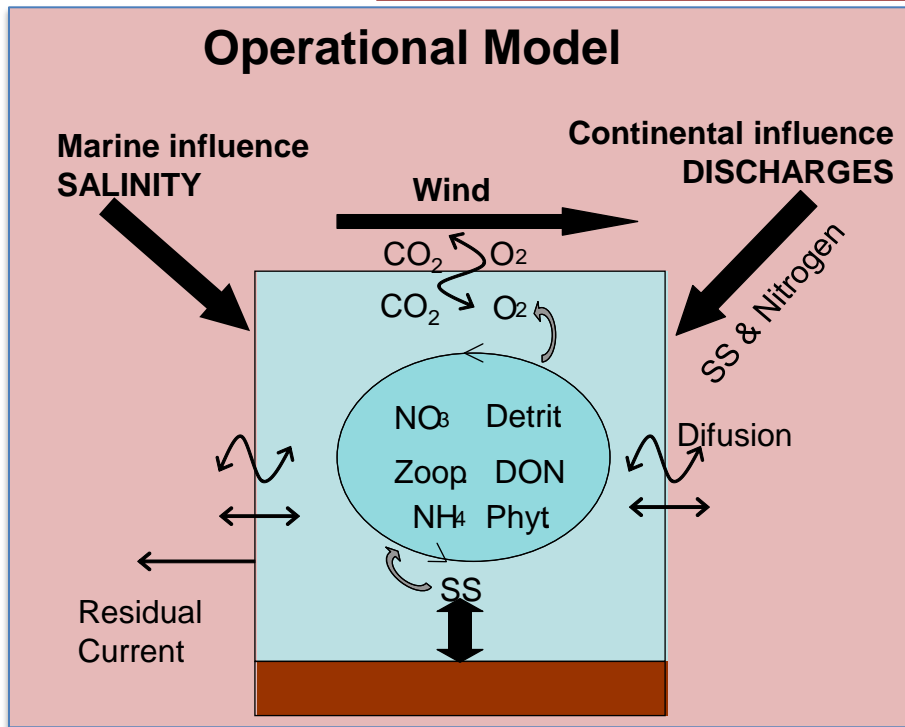 Operational Model
Marine influence
SALINITY
Continental influence
DISCHARGES
Wind
SS & Nitrogen
CO2 O2
CO2 O2
NO3 Detrit.
Zoop. DON
NH4 Phyt.
Difusion
SS
Residual
Current